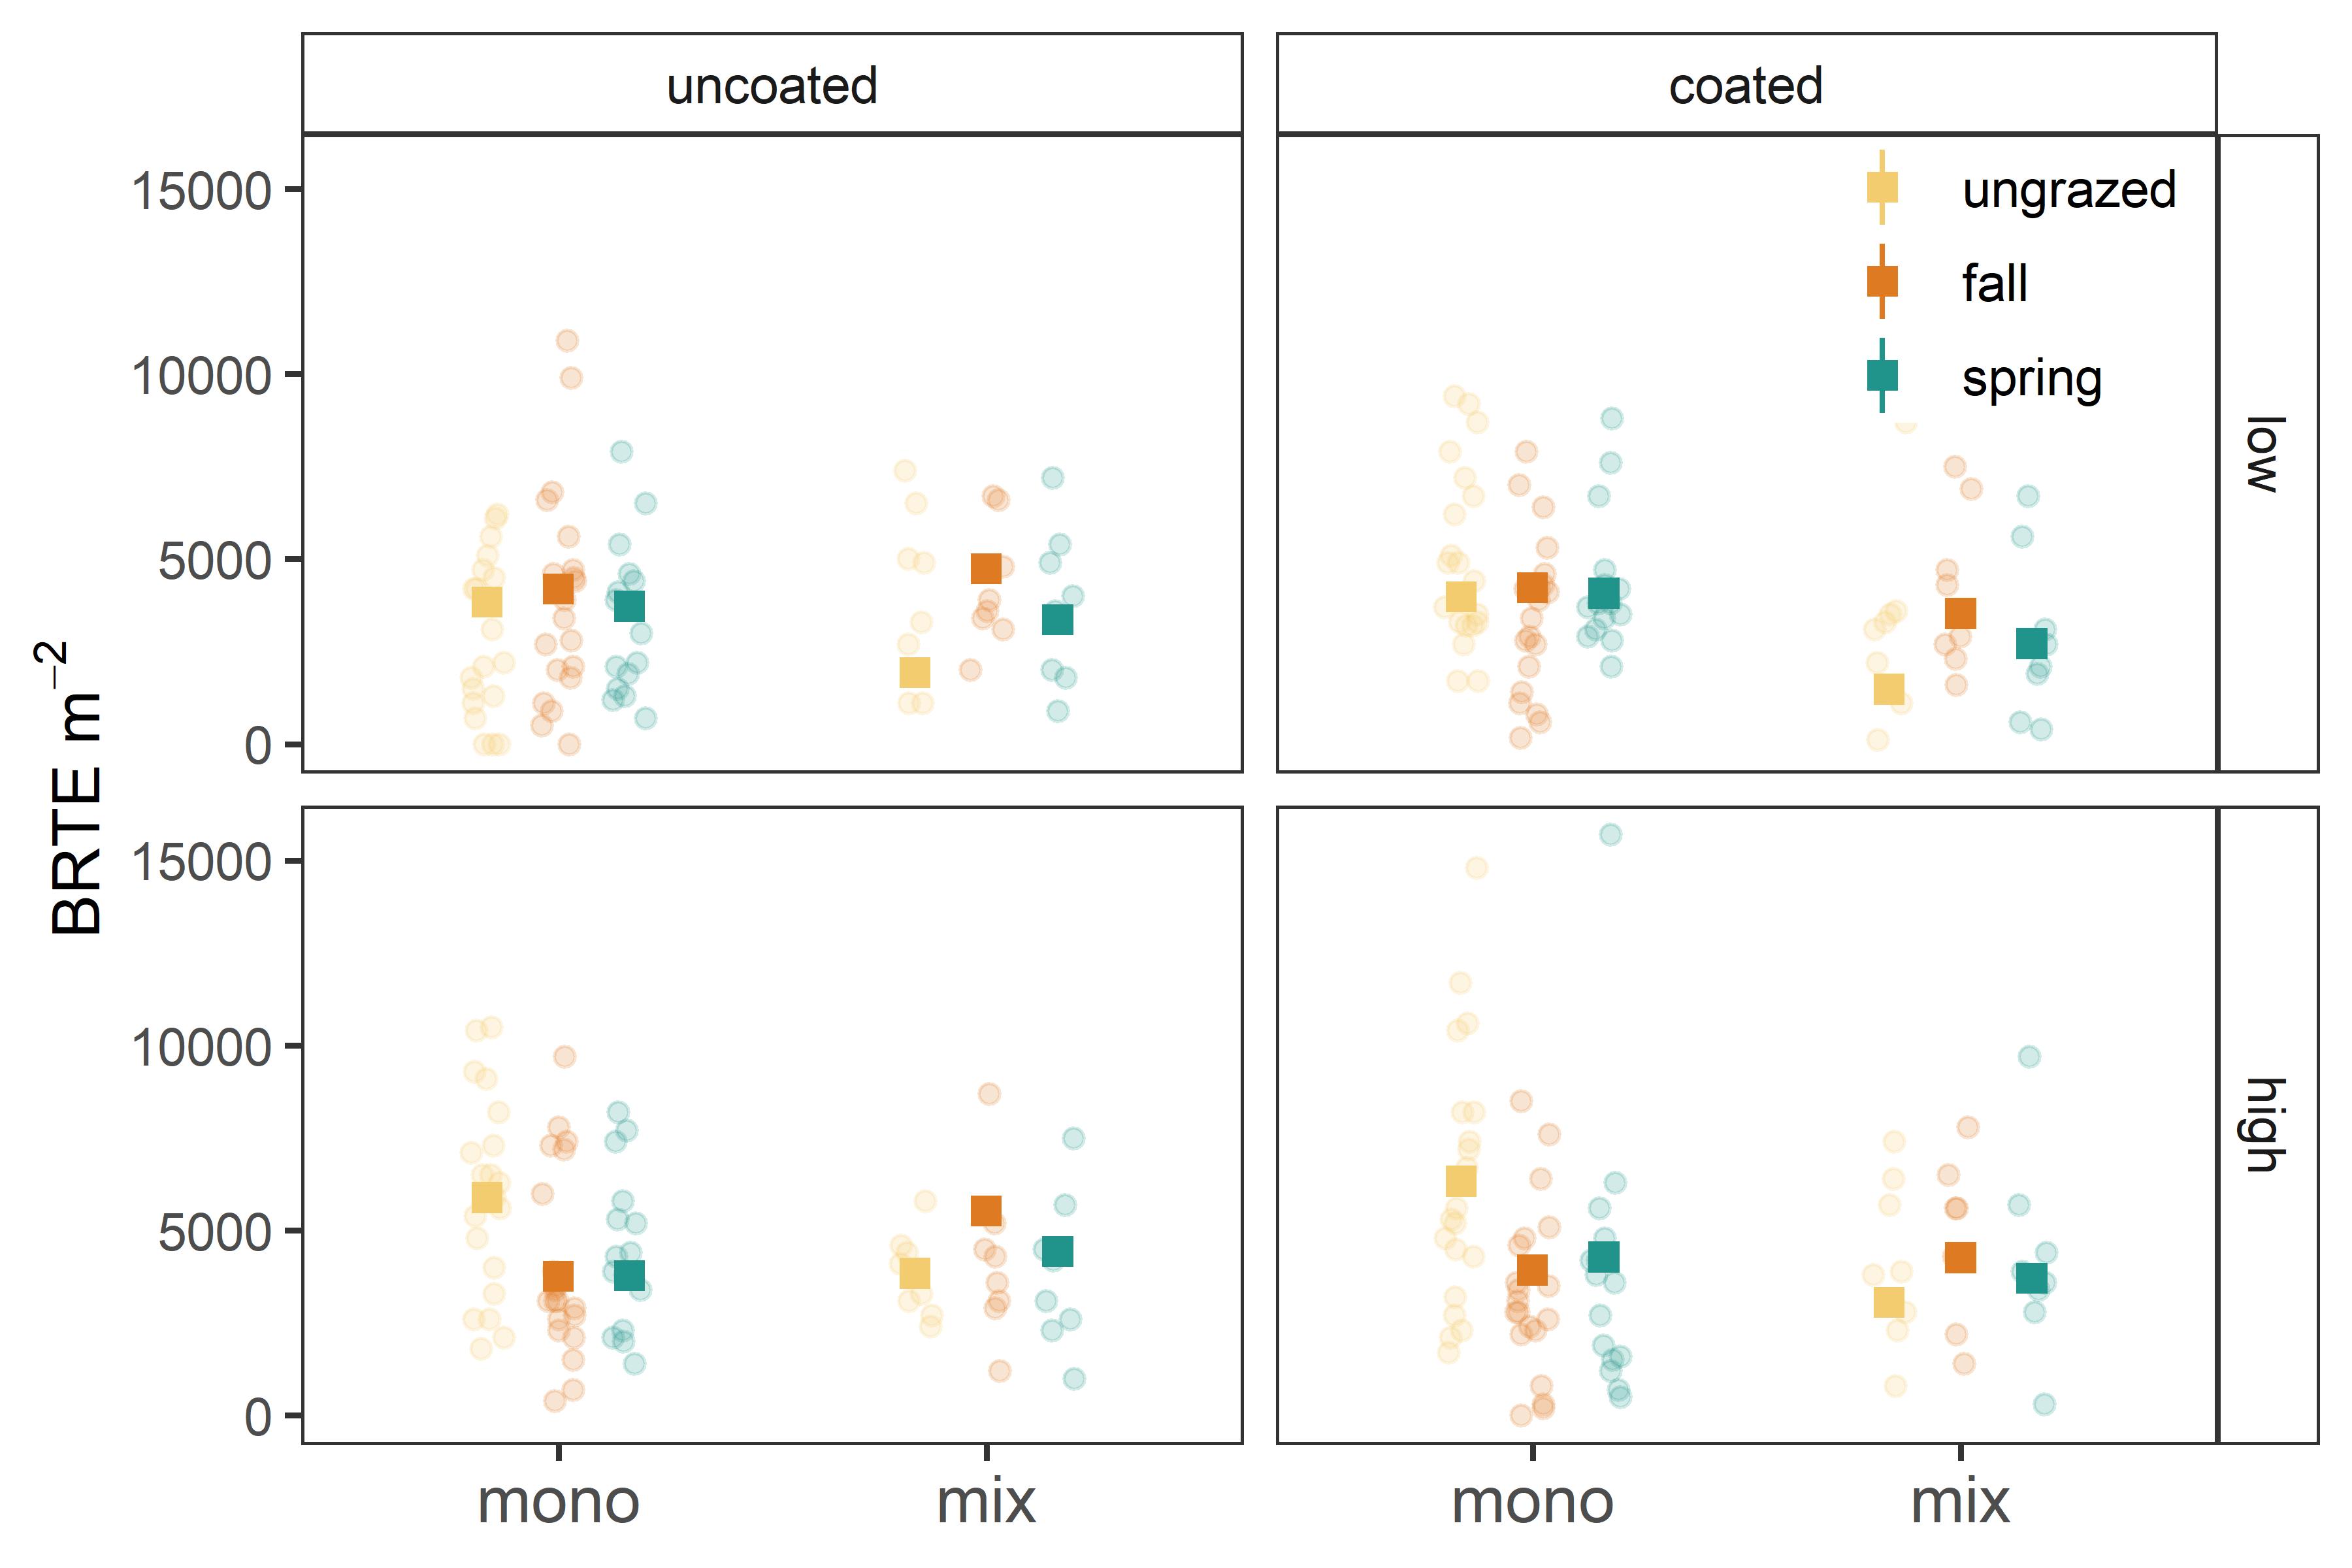 uncoated
coated
15000
10000
5000
0
ungrazed
fall
spring
low
BRTE m⁻²
15000
10000
5000
0
high
mono
mix
mono
mix